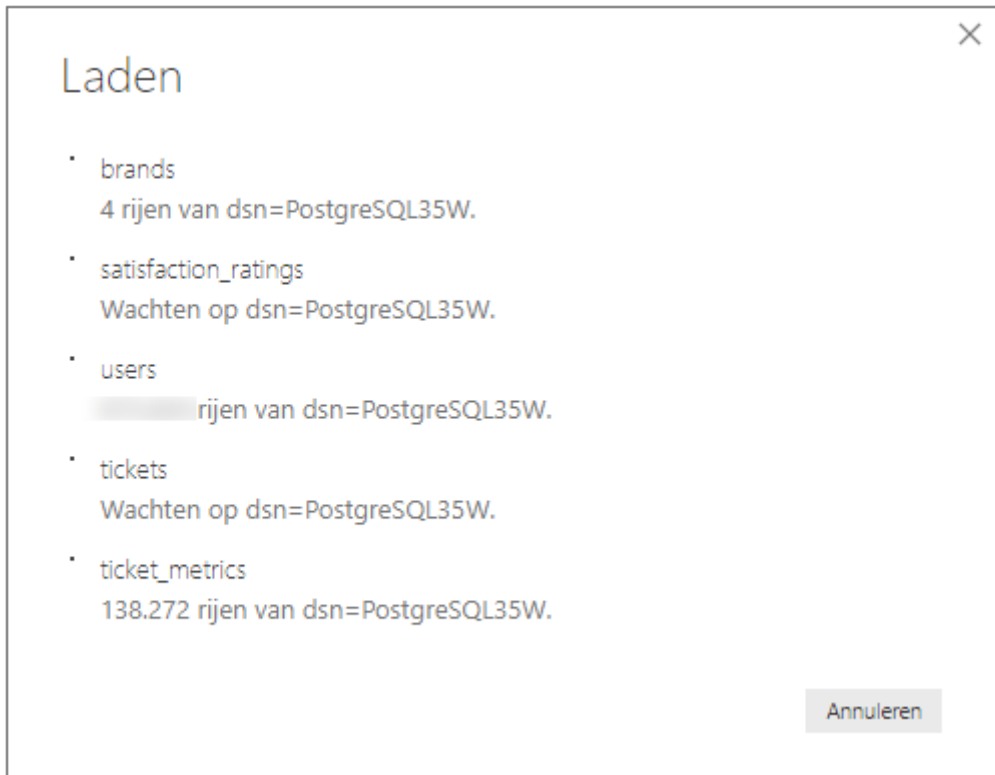 Laden
brands
4 rijen van dsn=PostgreSQL35W.
satisfaction_ratings
Wachten op dsn=PostgreSQL35W.
users
rijen van dsn=PostgreSQL35W.
tickets
Wachten op dsn=PostgreSQL35W.
ticket_metrics
138.272 rijen van dsn=PostgreSQL35W.
Annuleren